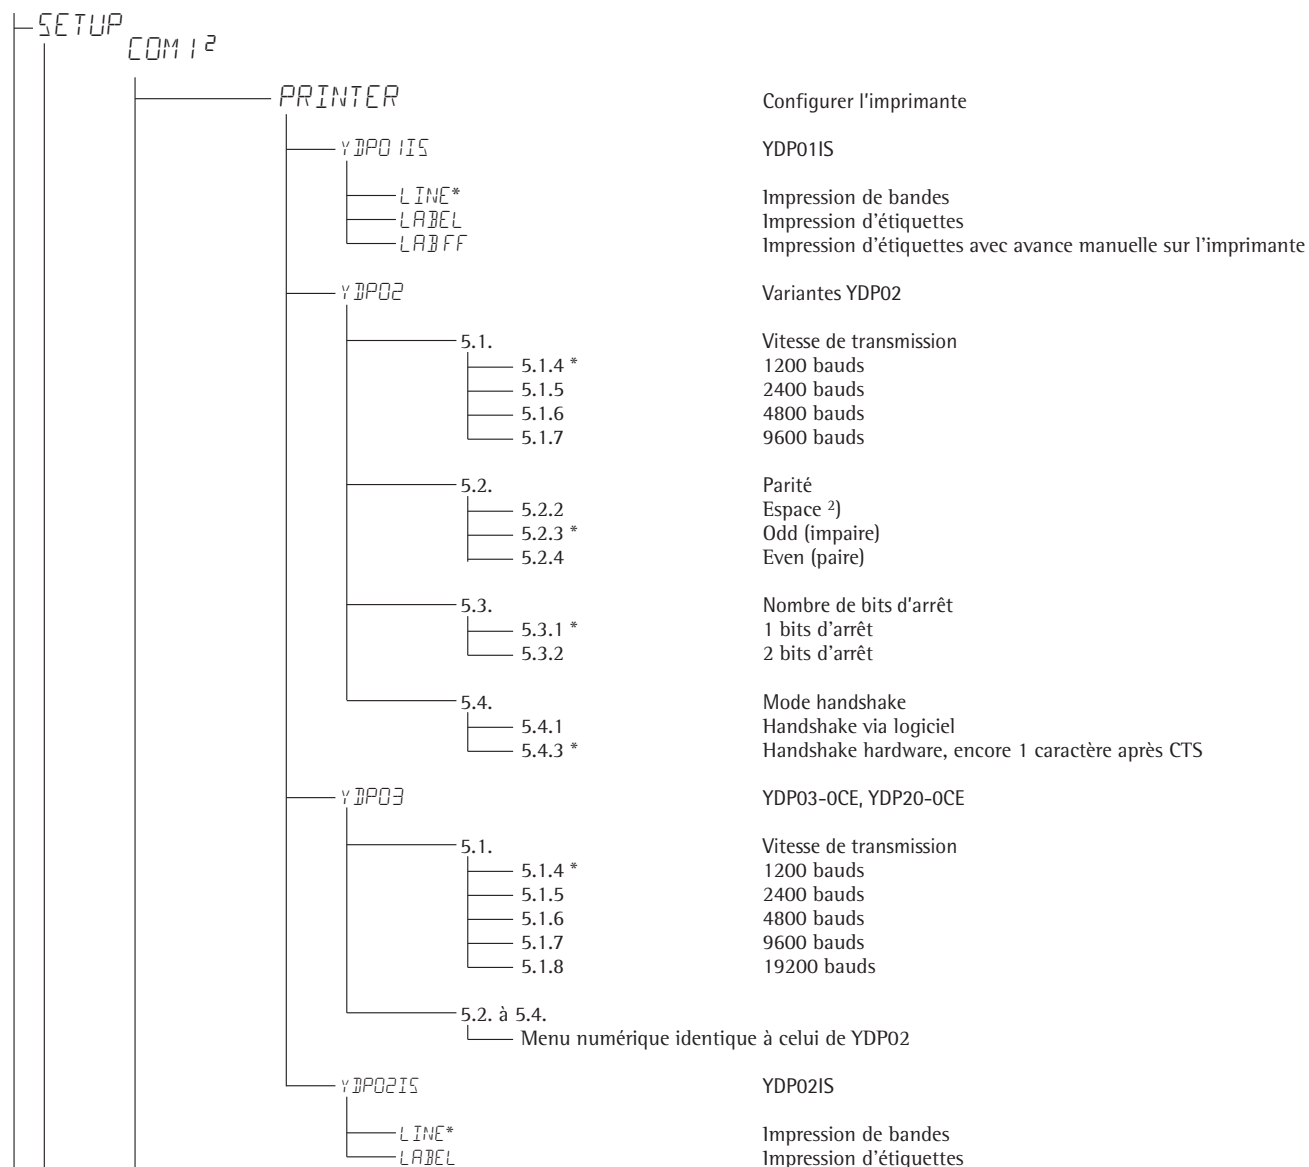 SETUP
COM1 ²
PRINTER Configurer l'imprimante
YDP01IS YDP01IS
LINE* Impression de bandes
LABEL Impression d'étiquettes
LABFF Impression d'étiquettes avec avance manuelle sur l'imprimante
YDP02 Variantes YDP02
5.1. Vitesse de transmission
5.1.4 * 1200 bauds
5.1.5 2400 bauds
5.1.6 4800 bauds
5.1.7 9600 bauds
5.2. Parité
5.2.2 Espace ²)
5.2.3 * Odd (impaire)
5.2.4 Even (paire)
5.3. Nombre de bits d'arrêt
5.3.1 * 1 bits d'arrêt
5.3.2 2 bits d'arrêt
5.4. Mode handshake
5.4.1 Handshake via logiciel
5.4.3 * Handshake hardware, encore 1 caractère après CTS
YDP03 YDP03-0CE, YDP20-0CE
5.1. Vitesse de transmission
5.1.4 * 1200 bauds
5.1.5 2400 bauds
5.1.6 4800 bauds
5.1.7 9600 bauds
5.1.8 19200 bauds
5.2. à 5.4.
Menu numérique identique à celui de YDP02
YDP02IS YDP02IS
LINE* Impression de bandes
LABEL Impression d'étiquettes